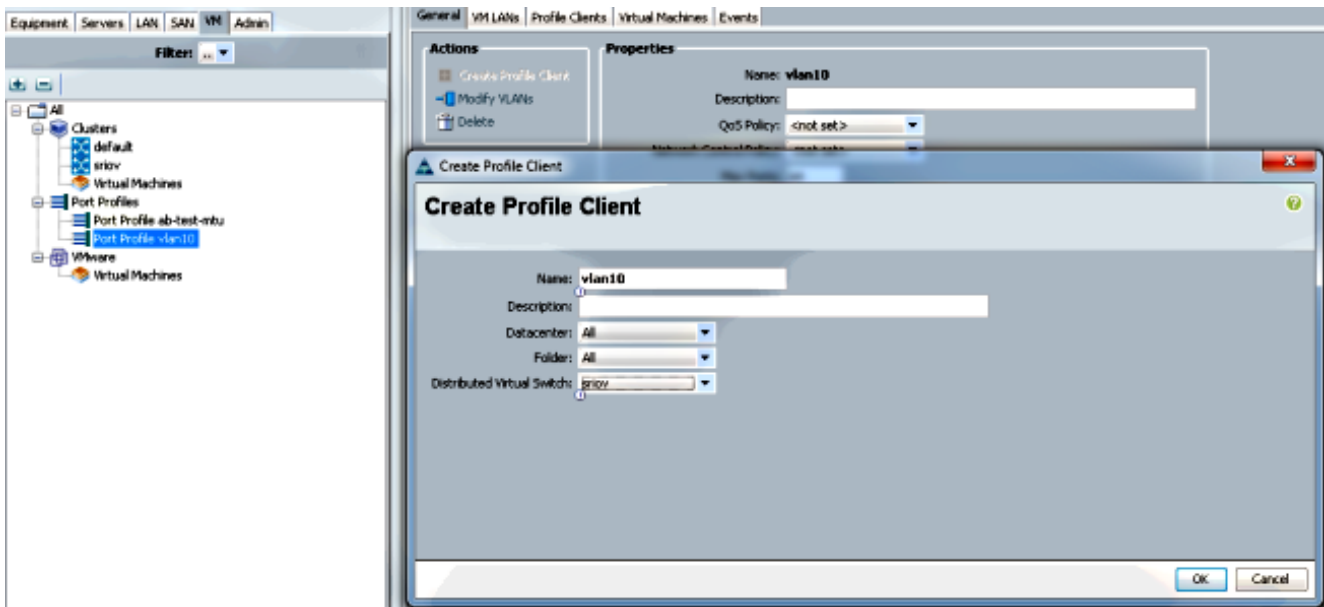 Equipment Servers LAN SAN VM Admin
Filter: .. 
All
Clusters
default
sriov
Virtual Machines
Port Profiles
Port Profile ab-test-mtu
Port Profile vlan10
VMware
Virtual Machines
General VM LANs Profile Clients Virtual Machines Events
Actions
Create Profile Client
Modify VLANs
Delete
Properties
Name: vlan10
Description:
QoS Policy: <not set>
Create Profile Client
Create Profile Client
Name: vlan10
Description:
Datacenter: All
Folder: All
Distributed Virtual Switch: sriov
OK Cancel